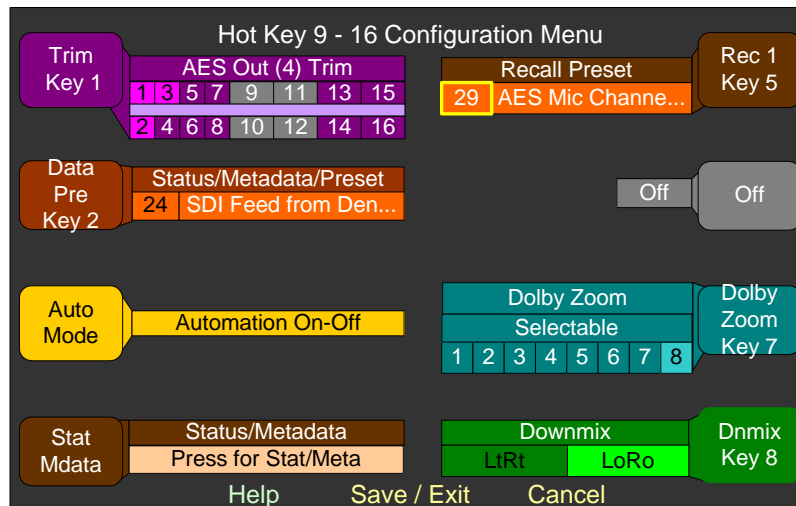 Hot Key 9 - 16 Configuration Menu
Trim
Key 1
AES Out (4) Trim
1 3 5 7 9 11 13 15
2 4 6 8 10 12 14 16
Recall Preset
29 AES Mic Channe...
Rec 1
Key 5
Data
Pre
Key 2
Status/Metadata/Preset
24 SDI Feed from Den...
Off
Off
Auto
Mode
Automation On-Off
Dolby Zoom
Selectable
1 2 3 4 5 6 7 8
Dolby
Zoom
Key 7
Stat
Mdata
Status/Metadata
Press for Stat/Meta
Downmix
LtRt LoRo
Dnmix
Key 8
Help Save / Exit Cancel